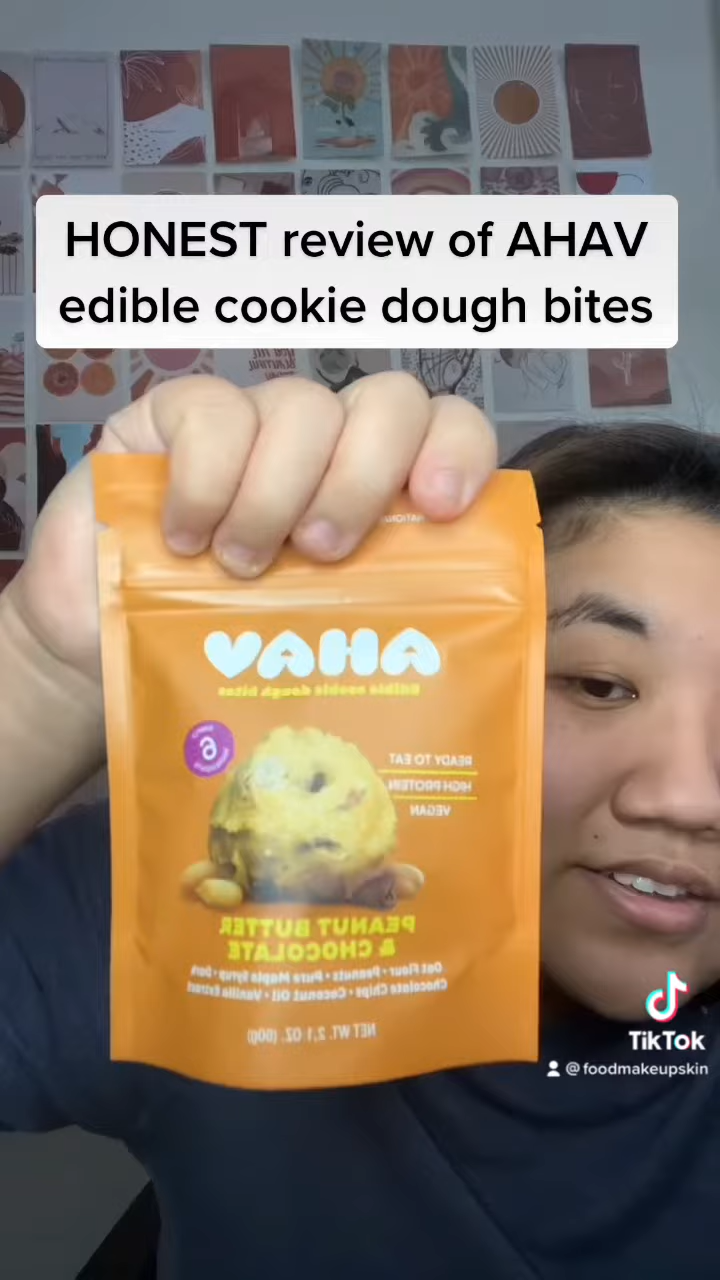 HONEST review of AHAV
edible cookie dough bites
AHAV
Edible cookie dough bites
6
READY TO EAT
HIGH PROTEIN
VEGAN
PEANUT BUTTER
& CHOCOLATE
Oat Flour • Peanuts • Pure Maple Syrup • Dark
Chocolate Chips • Coconut Oil • Vanilla Extract
NET WT. 2.1 OZ. (60g)
TikTok
@foodmakeupskin